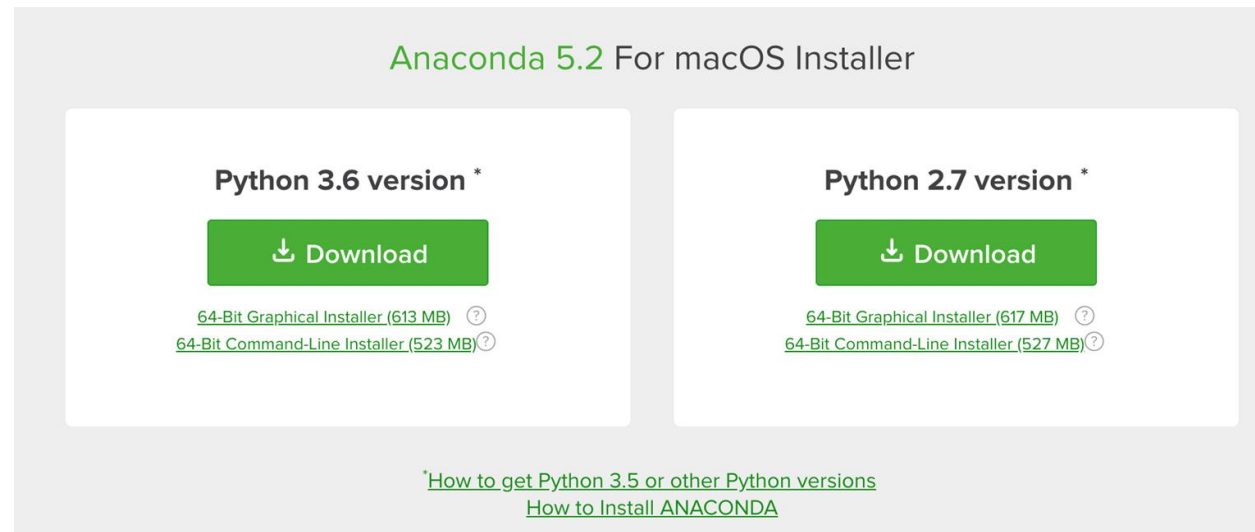 Anaconda 5.2 For macOS Installer
Python 3.6 version *
Download
64-Bit Graphical Installer (613 MB) ?
64-Bit Command-Line Installer (523 MB) ?
Python 2.7 version *
Download
64-Bit Graphical Installer (617 MB) ?
64-Bit Command-Line Installer (527 MB) ?
*How to get Python 3.5 or other Python versions
How to Install ANACONDA